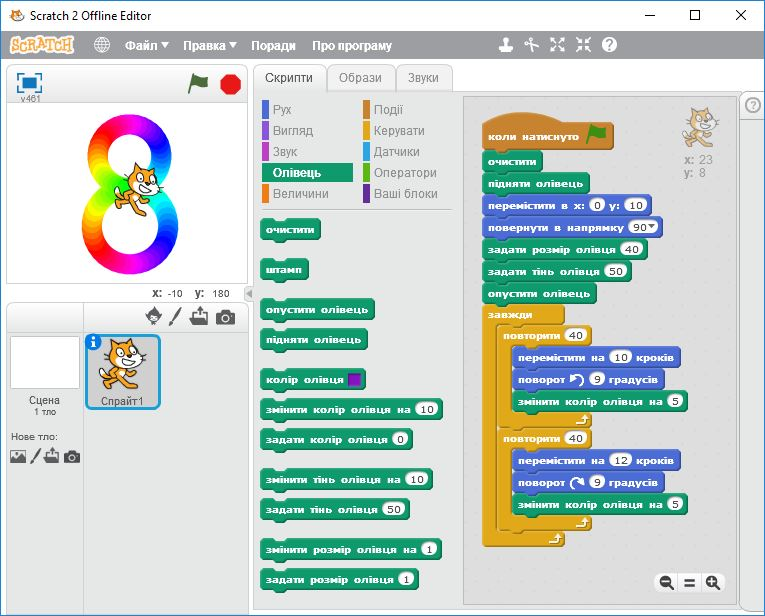 Scratch 2 Offline Editor
SCRATCH Файл Правка Поради Про програму
v461
x: -10 y: 180
Сцена
1 тло
Нове тло:
Спрайт1
Скрипти Образи Звуки
Рух Події
Вигляд Керувати
Звук Датчики
Олівець Оператори
Величини Ваші блоки
очистити
штамп
опустити олівець
підняти олівець
колір олівця
змінити колір олівця на 10
задати колір олівця 0
змінити тінь олівця на 10
задати тінь олівця 50
змінити розмір олівця на 1
задати розмір олівця 1
x: 23
y: 8
коли натиснуто
очистити
підняти олівець
перемістити в x: 0 y: 10
повернути в напрямку 90
задати розмір олівця 40
задати тінь олівця 50
опустити олівець
завжди
повторити 40
перемістити на 10 кроків
поворот 9 градусів
змінити колір олівця на 5
повторити 40
перемістити на 12 кроків
поворот 9 градусів
змінити колір олівця на 5